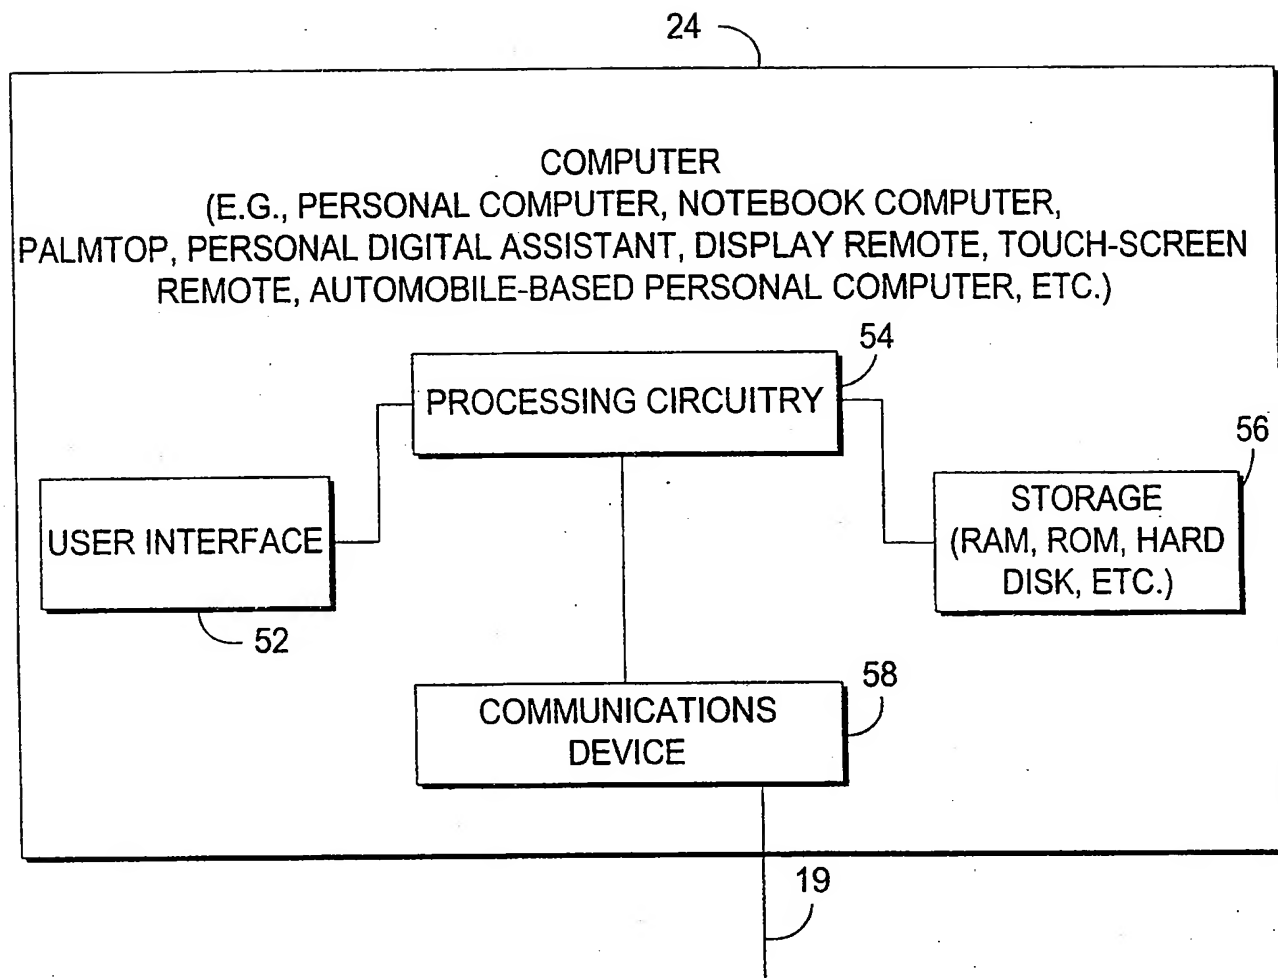 24
COMPUTER
(E.G., PERSONAL COMPUTER, NOTEBOOK COMPUTER,
PALMTOP, PERSONAL DIGITAL ASSISTANT, DISPLAY REMOTE, TOUCH-SCREEN
REMOTE, AUTOMOBILE-BASED PERSONAL COMPUTER, ETC.)
54
PROCESSING CIRCUITRY
56
USER INTERFACE
52
STORAGE
(RAM, ROM, HARD
DISK, ETC.)
58
COMMUNICATIONS
DEVICE
19